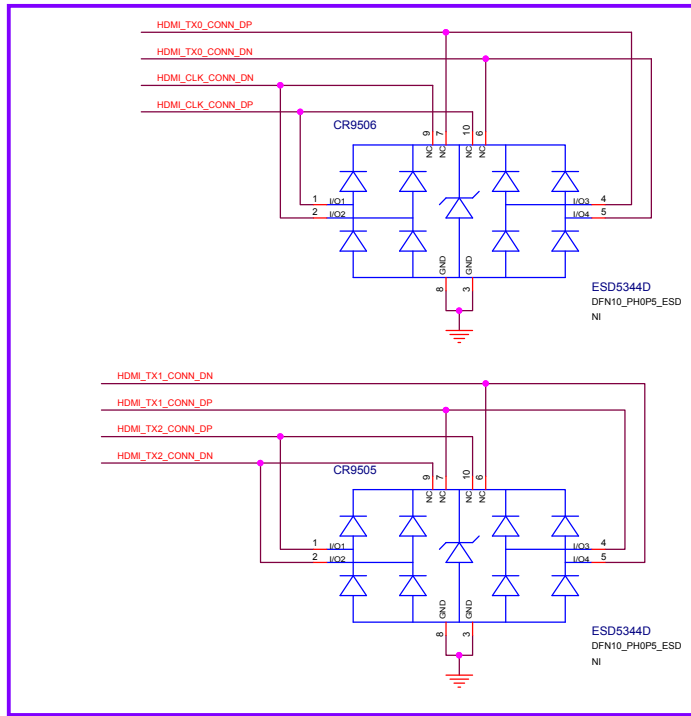 HDMI_TX0_CONN_DP
HDMI_TX0_CONN_DN
HDMI_CLK_CONN_DN
HDMI_CLK_CONN_DP
CR9506
9 7 10 6
NC NC NC NC
1 I/O1 I/O3 4
2 I/O2 I/O4 5
GND GND
8 3
ESD5344D
DFN10_PH0P5_ESD
NI
HDMI_TX1_CONN_DN
HDMI_TX1_CONN_DP
HDMI_TX2_CONN_DP
HDMI_TX2_CONN_DN
CR9505
9 7 10 6
NC NC NC NC
1 I/O1 I/O3 4
2 I/O2 I/O4 5
GND GND
8 3
ESD5344D
DFN10_PH0P5_ESD
NI